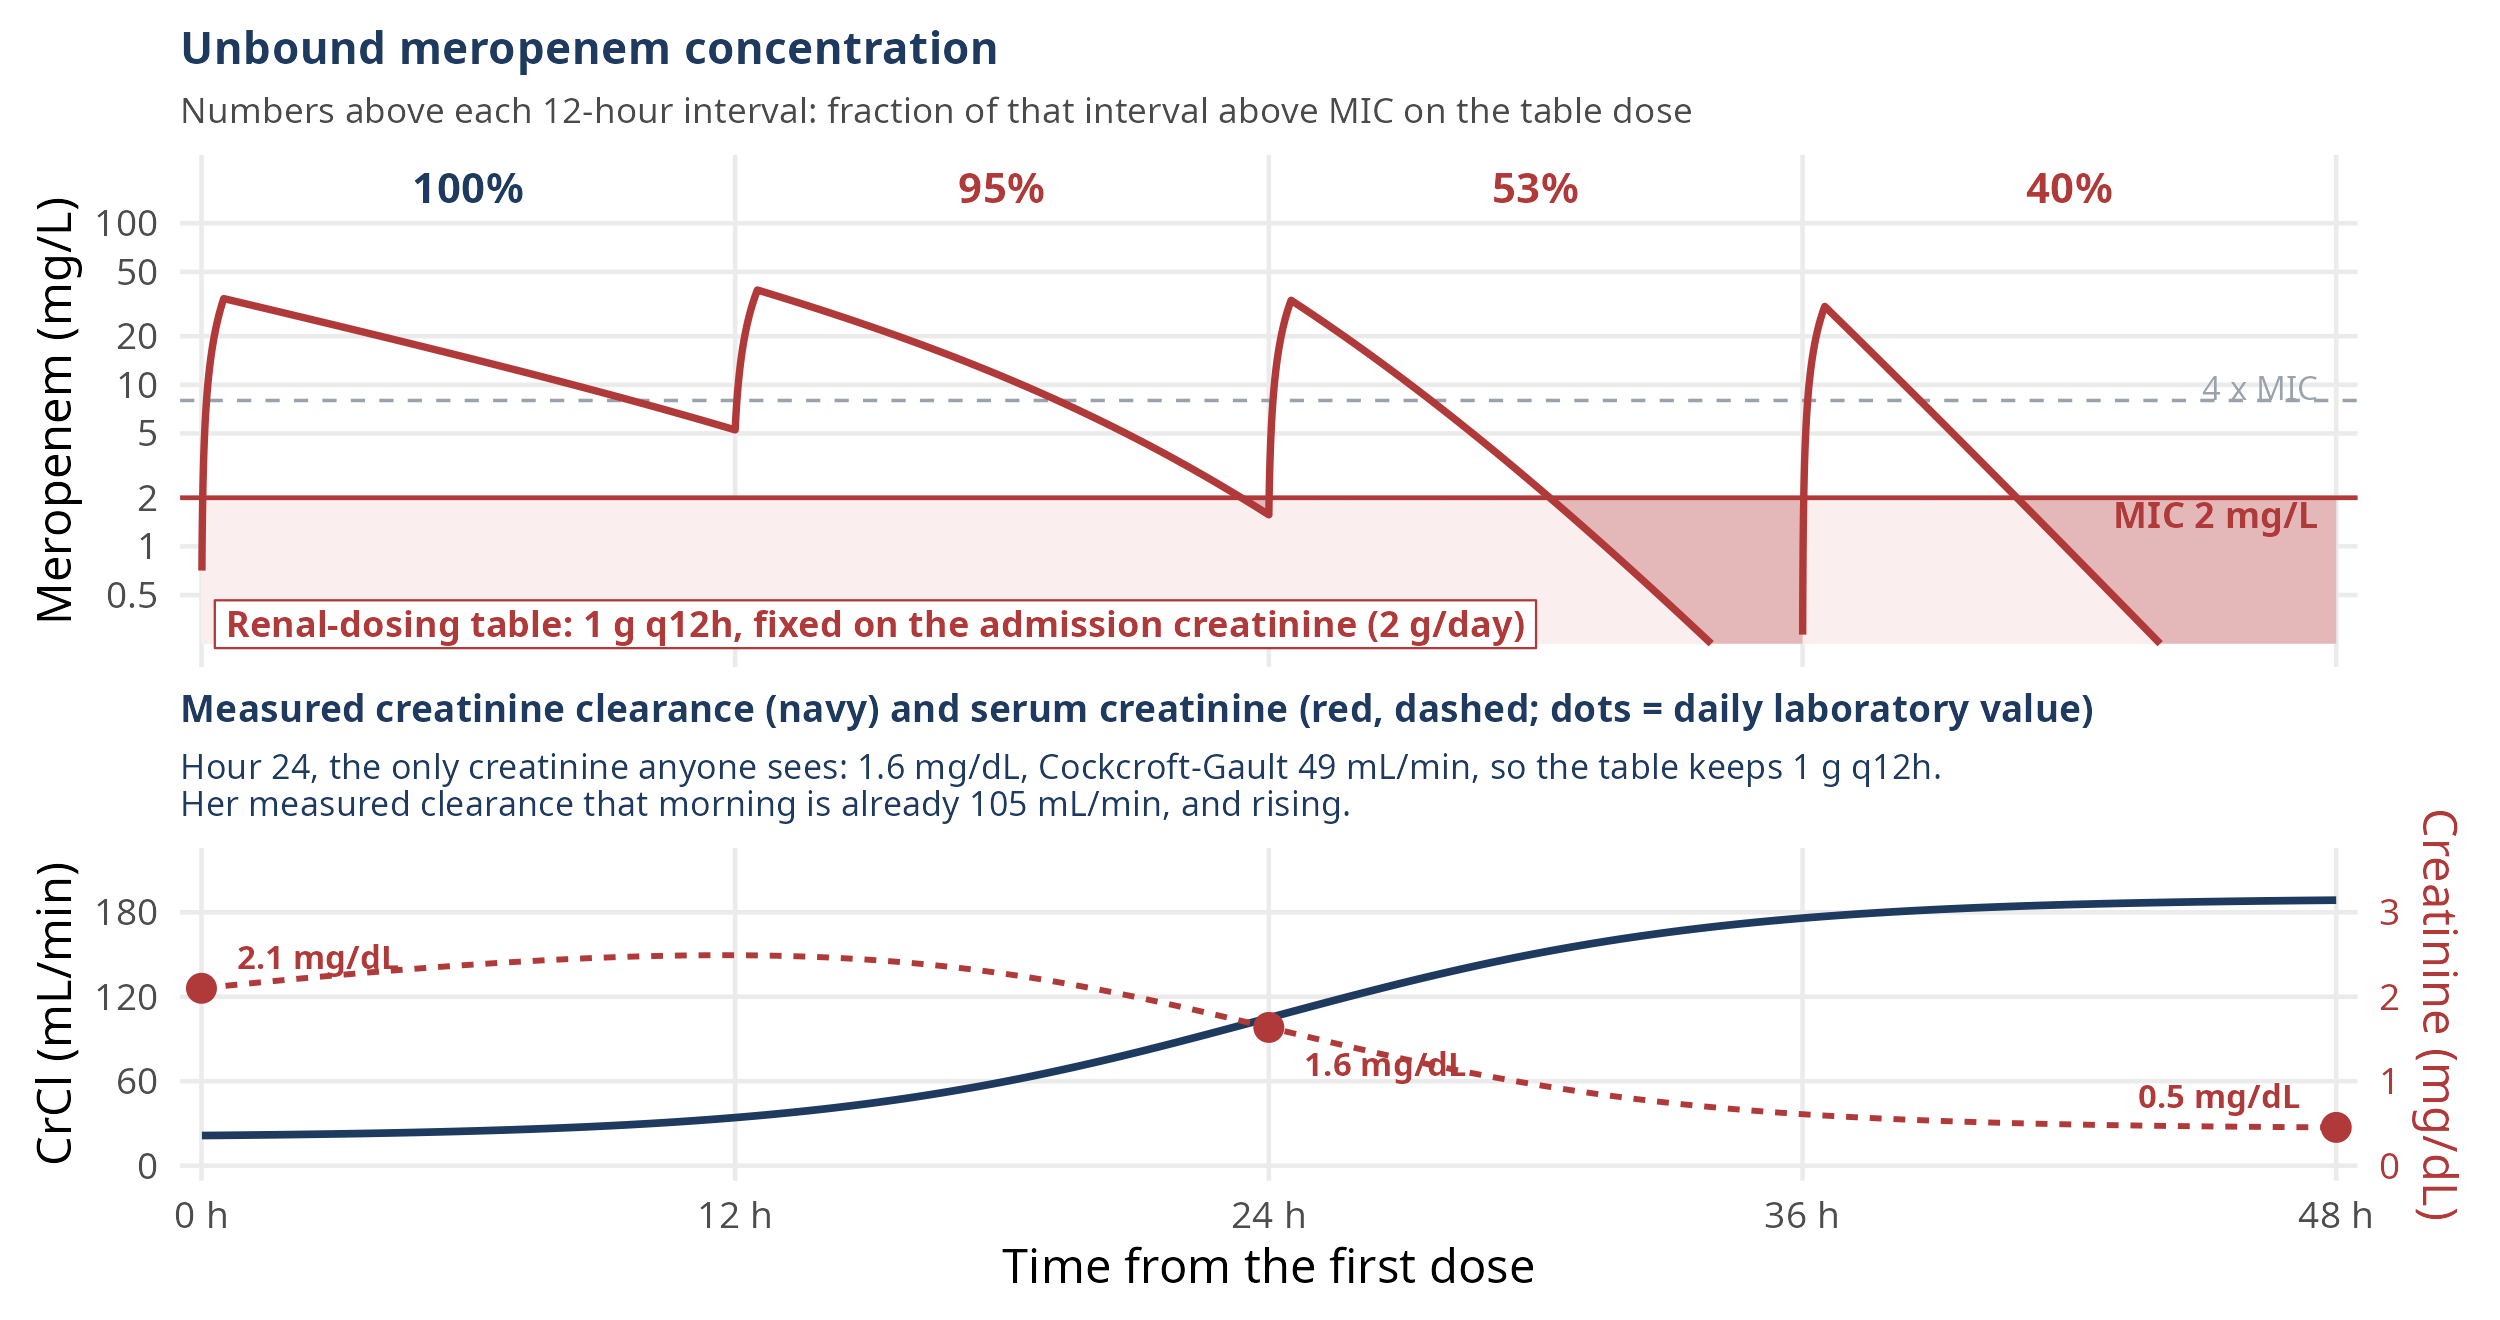 Unbound meropenem concentration
Numbers above each 12-hour interval: fraction of that interval above MIC on the table dose
100% 95% 53% 40%
Meropenem (mg/L)
100
50
20
10
5
2
1
0.5
4 x MIC
MIC 2 mg/L
Renal-dosing table: 1 g q12h, fixed on the admission creatinine (2 g/day)
Measured creatinine clearance (navy) and serum creatinine (red, dashed; dots = daily laboratory value)
Hour 24, the only creatinine anyone sees: 1.6 mg/dL, Cockcroft-Gault 49 mL/min, so the table keeps 1 g q12h.
Her measured clearance that morning is already 105 mL/min, and rising.
CrCl (mL/min)
180
120
60
0
2.1 mg/dL
1.6 mg/dL
0.5 mg/dL
3
2
1
0
Creatinine (mg/dL)
0 h 12 h 24 h 36 h 48 h
Time from the first dose